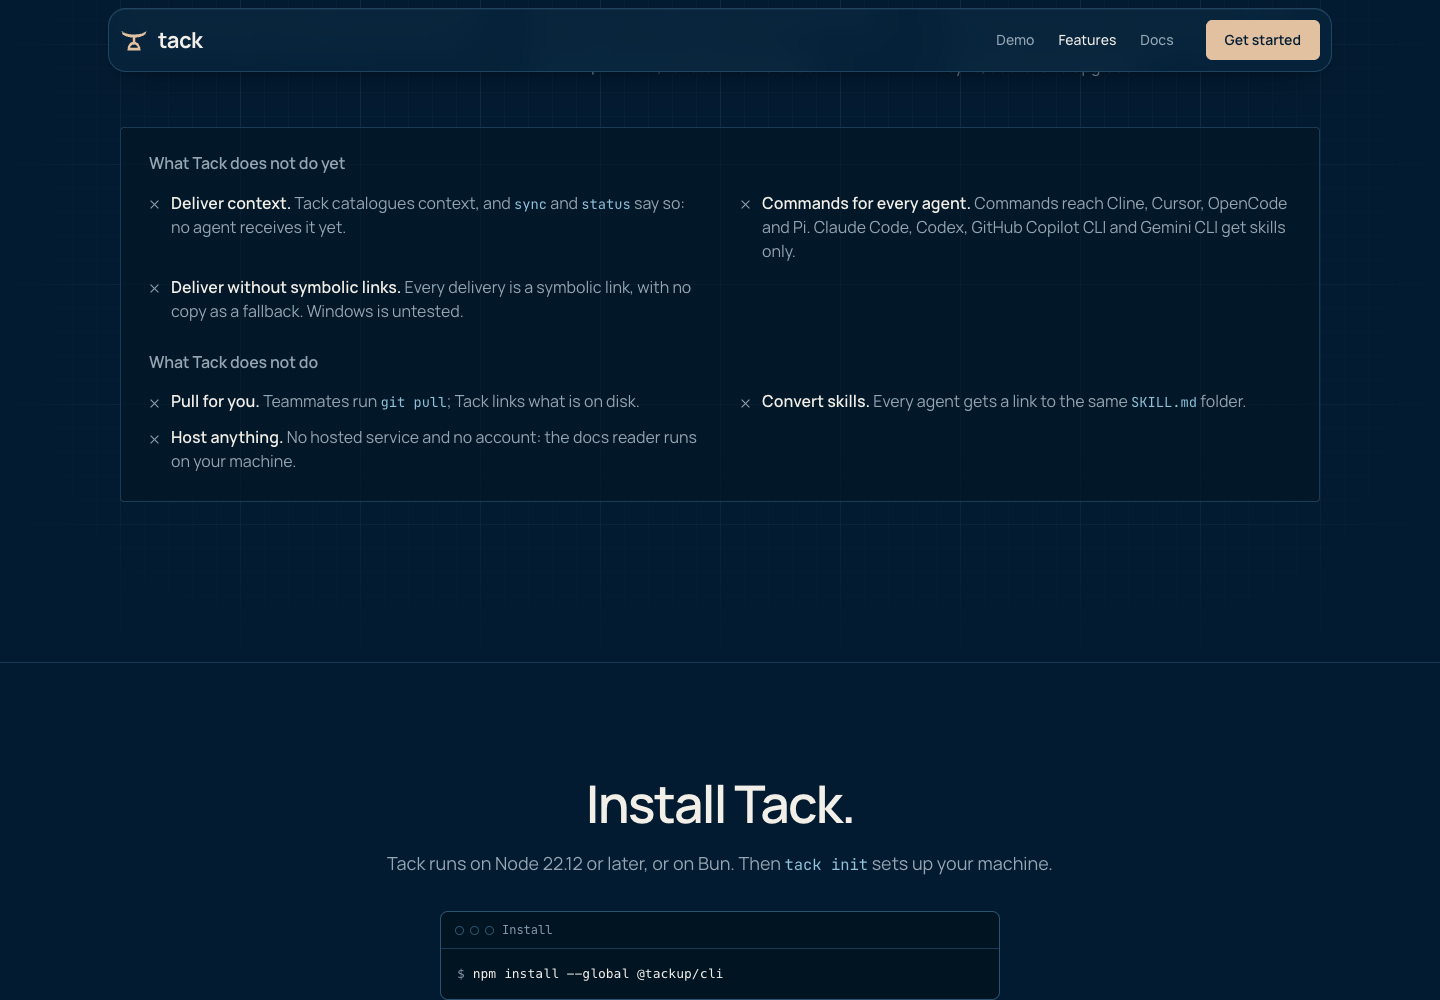 tack
Demo Features Docs Get started
What Tack does not do yet
× Deliver context. Tack catalogues context, and sync and status say so:
no agent receives it yet.
× Commands for every agent. Commands reach Cline, Cursor, OpenCode
and Pi. Claude Code, Codex, GitHub Copilot CLI and Gemini CLI get skills
only.
× Deliver without symbolic links. Every delivery is a symbolic link, with no
copy as a fallback. Windows is untested.
What Tack does not do
× Pull for you. Teammates run git pull; Tack links what is on disk.
× Convert skills. Every agent gets a link to the same SKILL.md folder.
× Host anything. No hosted service and no account: the docs reader runs
on your machine.
Install Tack.
Tack runs on Node 22.12 or later, or on Bun. Then tack init sets up your machine.
Install
$ npm install --global @tackup/cli